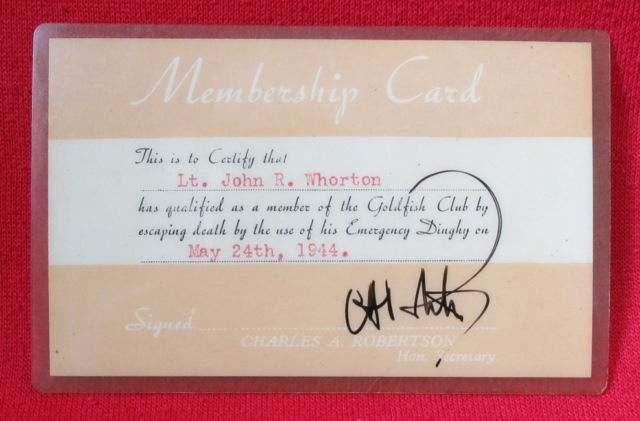 Membership Card
This is to Certify that
Lt. John R. Whorton
has qualified as a member of the Goldfish Club by
escaping death by the use of his Emergency Dinghy on
May 24th, 1944.
Signed
CHARLES A. ROBERTSON
Hon. Secretary